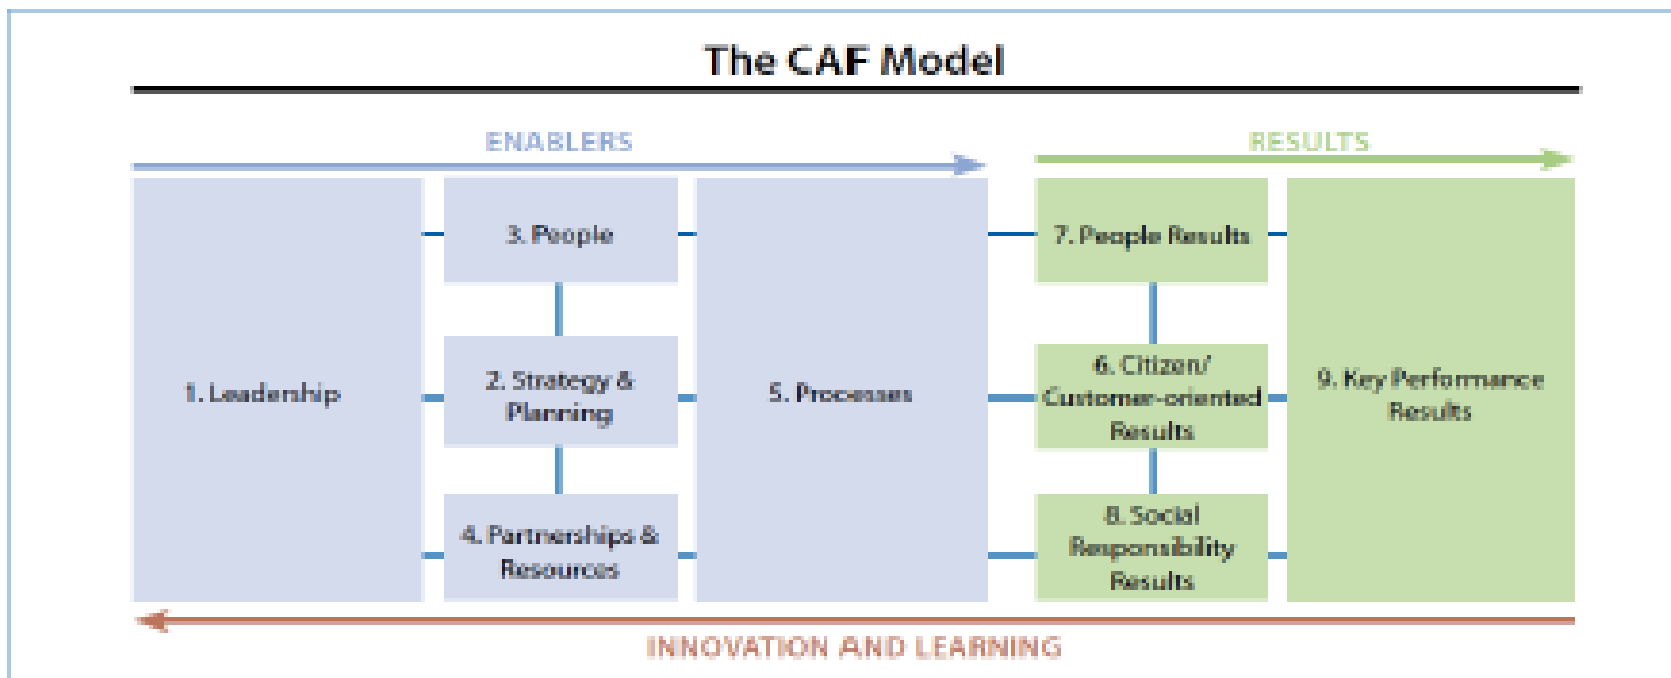 The CAF Model
ENABLERS
RESULTS
1. Leadership
3. People
2. Strategy &
Planning
4. Partnerships &
Resources
5. Processes
7. People Results
6. Citizen/
Customer-oriented
Results
8. Social
Responsibility
Results
9. Key Performance
Results
INNOVATION AND LEARNING